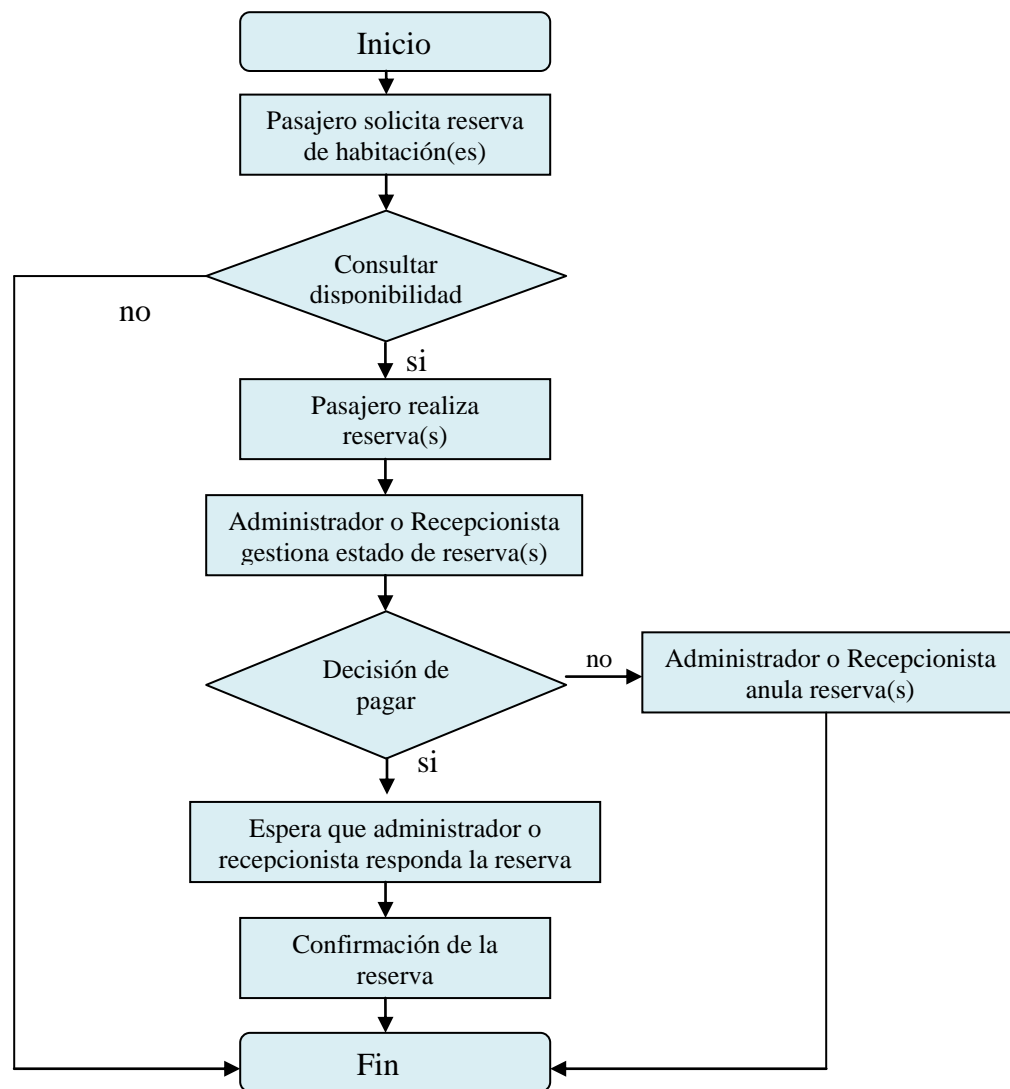 Inicio
Pasajero solicita reserva
de habitación(es)
Consultar
disponibilidad
no
si
Pasajero realiza
reserva(s)
Administrador o Recepcionista
gestiona estado de reserva(s)
Decisión de
pagar
no
Administrador o Recepcionista
anula reserva(s)
si
Espera que administrador o
recepcionista responda la reserva
Confirmación de la
reserva
Fin